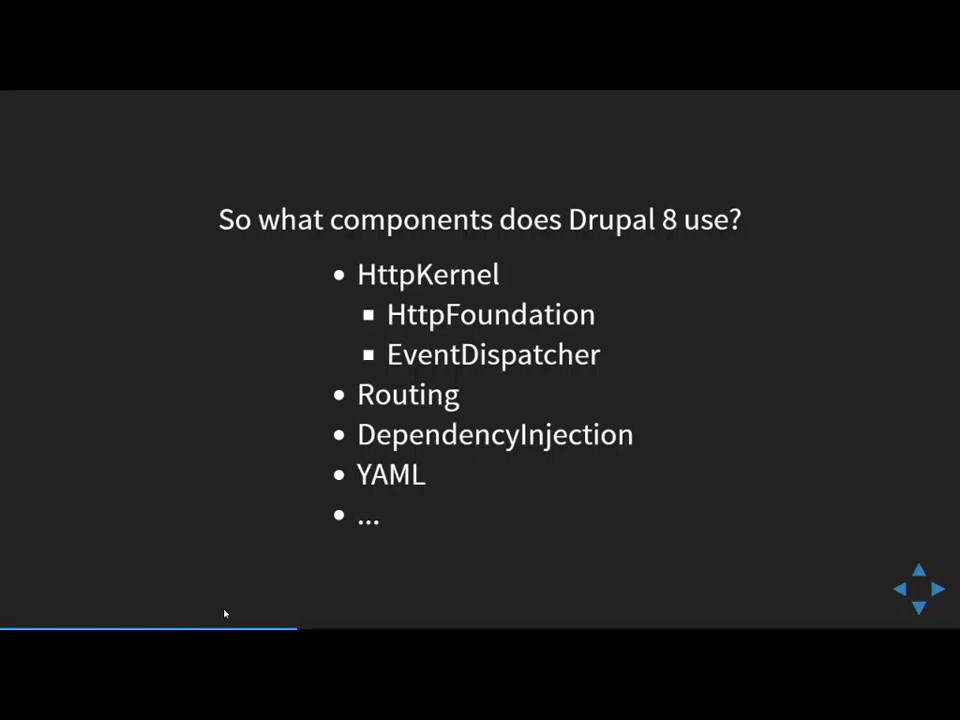 So what components does Drupal 8 use?
• HttpKernel
▪ HttpFoundation
▪ EventDispatcher
• Routing
• DependencyInjection
• YAML
• ...